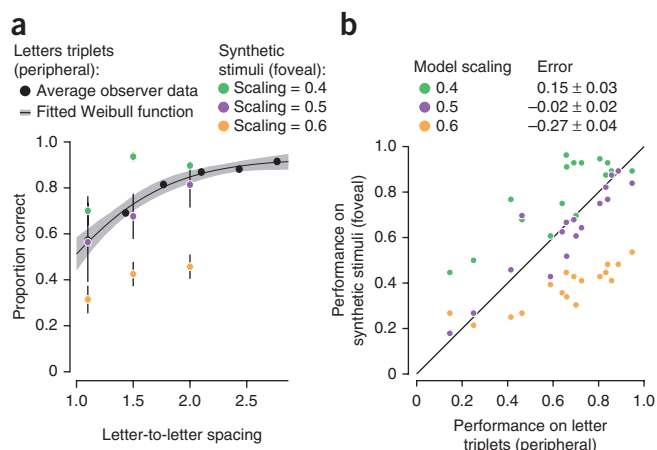 a
Letters triplets
(peripheral):
Average observer data
Fitted Weibull function
Synthetic
stimuli (foveal):
Scaling = 0.4
Scaling = 0.5
Scaling = 0.6
Proportion correct
1.0
0.8
0.6
0.4
0.2
0
1.0
1.5
2.0
2.5
Letter-to-letter spacing
b
Model scaling Error
0.4 0.15 ± 0.03
0.5 –0.02 ± 0.02
0.6 –0.27 ± 0.04
Performance on
synthetic stimuli (foveal)
1.0
0.8
0.6
0.4
0.2
0
0
0.2
0.4
0.6
0.8
1.0
Performance on letter
triplets (peripheral)